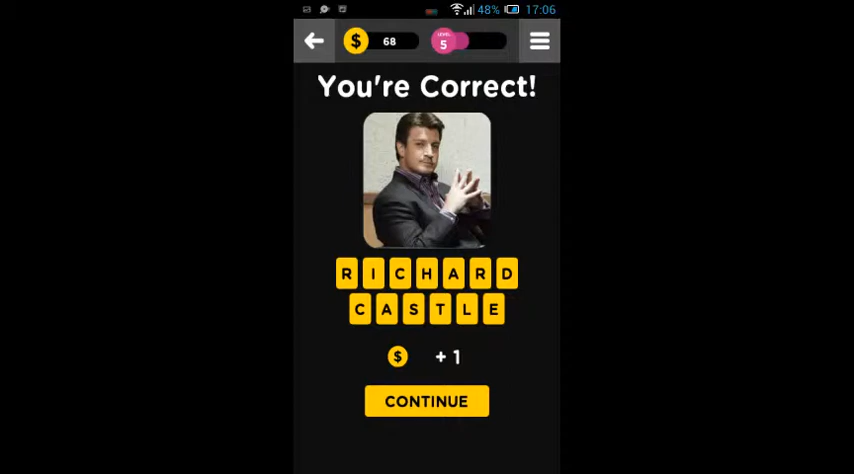 48% 17:06
$ 68 LEVEL 5
You're Correct!
RICHARD
CASTLE
$ + 1
CONTINUE